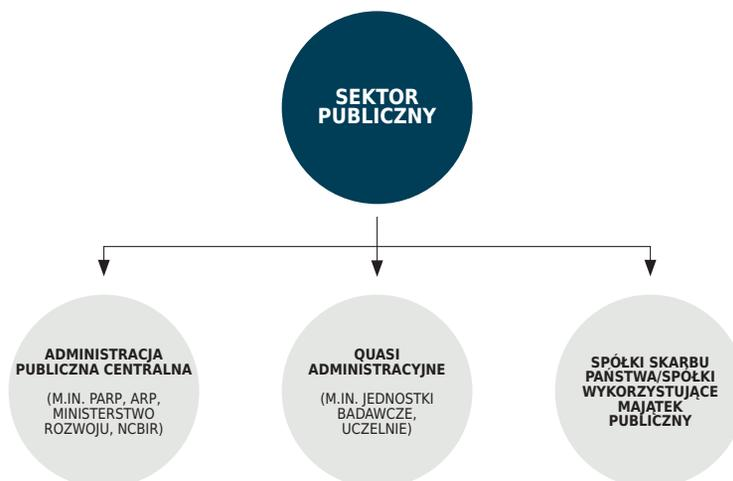 SEKTOR
PUBLICZNY
ADMINISTRACJA
PUBLICZNA CENTRALNA
(M.IN. PARP, ARP,
MINISTERSTWO
ROZWOJU, NCBIR)
QUASI
ADMINISTRACYJNE
(M.IN. JEDNOSTKI
BADAWCZE,
UCZELNIE)
SPÓŁKI SKARBU
PAŃSTWA/SPÓŁKI
WYKORZYSTUJĄCE
MAJĄTEK
PUBLICZNY